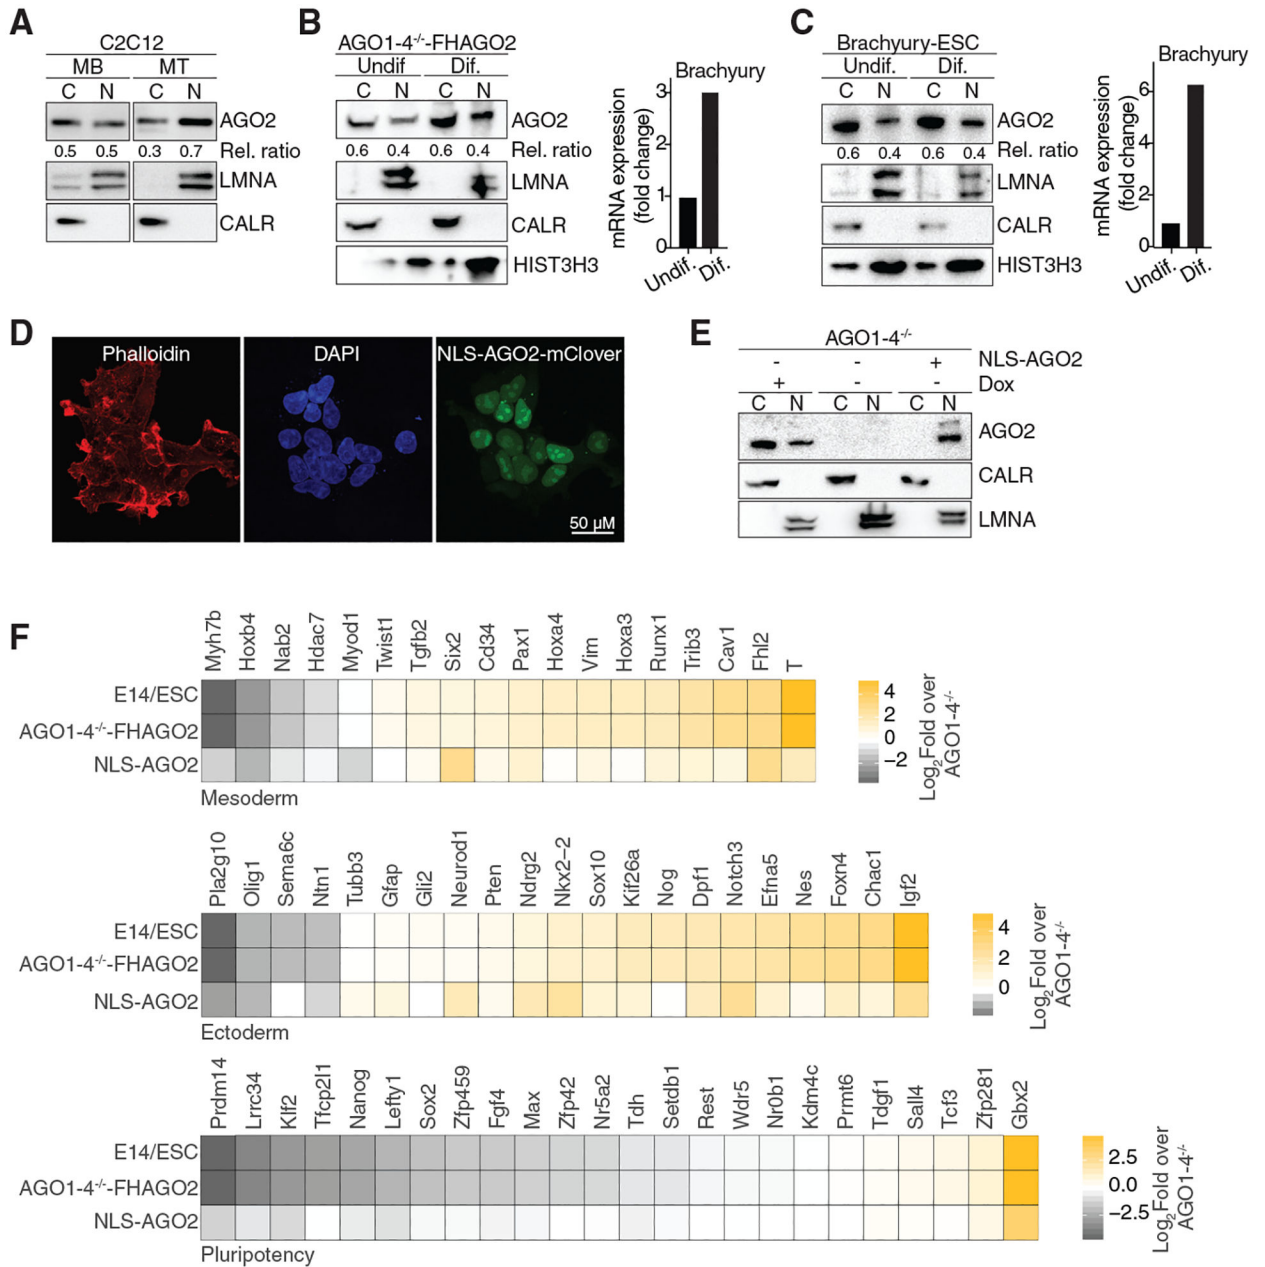 A
C2C12
MB MT
C N C N
AGO2
0.5 0.5 0.3 0.7 Rel. ratio
LMNA
CALR
B
AGO1-4-/--FHAGO2
Undif Dif.
C N C N
AGO2
0.6 0.4 0.6 0.4 Rel. ratio
LMNA
CALR
HIST3H3
Brachyury
mRNA expression
(fold change)
3
2
1
0
Undif. Dif.
C
Brachyury-ESC
Undif. Dif.
C N C N
AGO2
0.6 0.4 0.6 0.4 Rel. ratio
LMNA
CALR
HIST3H3
Brachyury
mRNA expression
(fold change)
6
4
2
0
Undif. Dif.
D
Phalloidin DAPI NLS-AGO2-mClover
50 µM
E
AGO1-4-/-
- - + NLS-AGO2
+ - - Dox
C N C N C N
AGO2
CALR
LMNA
F
Myh7b Hoxb4 Nab2 Hdac7 Myod1 Twist1 Tgfb2 Six2 Cd34 Pax1 Hoxa4 Vim Hoxa3 Runx1 Trib3 Cav1 Fhl2 T
E14/ESC
AGO1-4-/--FHAGO2
NLS-AGO2
Mesoderm
4
2
0
−2
Log2Fold over
AGO1-4-/-
Pla2g10 Olig1 Sema6c Ntn1 Tubb3 Gfap Gli2 Neurod1 Pten Ndrg2 Nkx2−2 Sox10 Kif26a Nog Dpf1 Notch3 Efna5 Nes Foxn4 Chac1 Igf2
E14/ESC
AGO1-4-/--FHAGO2
NLS-AGO2
Ectoderm
4
2
0
Log2Fold over
AGO1-4-/-
Prdm14 Lrrc34 Klf2 Tfcp2l1 Nanog Lefty1 Sox2 Zfp459 Fgf4 Max Zfp42 Nr5a2 Tdh Setdb1 Rest Wdr5 Nr0b1 Kdm4c Prmt6 Tdgf1 Sall4 Tcf3 Zfp281 Gbx2
E14/ESC
AGO1-4-/--FHAGO2
NLS-AGO2
Pluripotency
2.5
0.0
−2.5
Log2Fold over
AGO1-4-/-